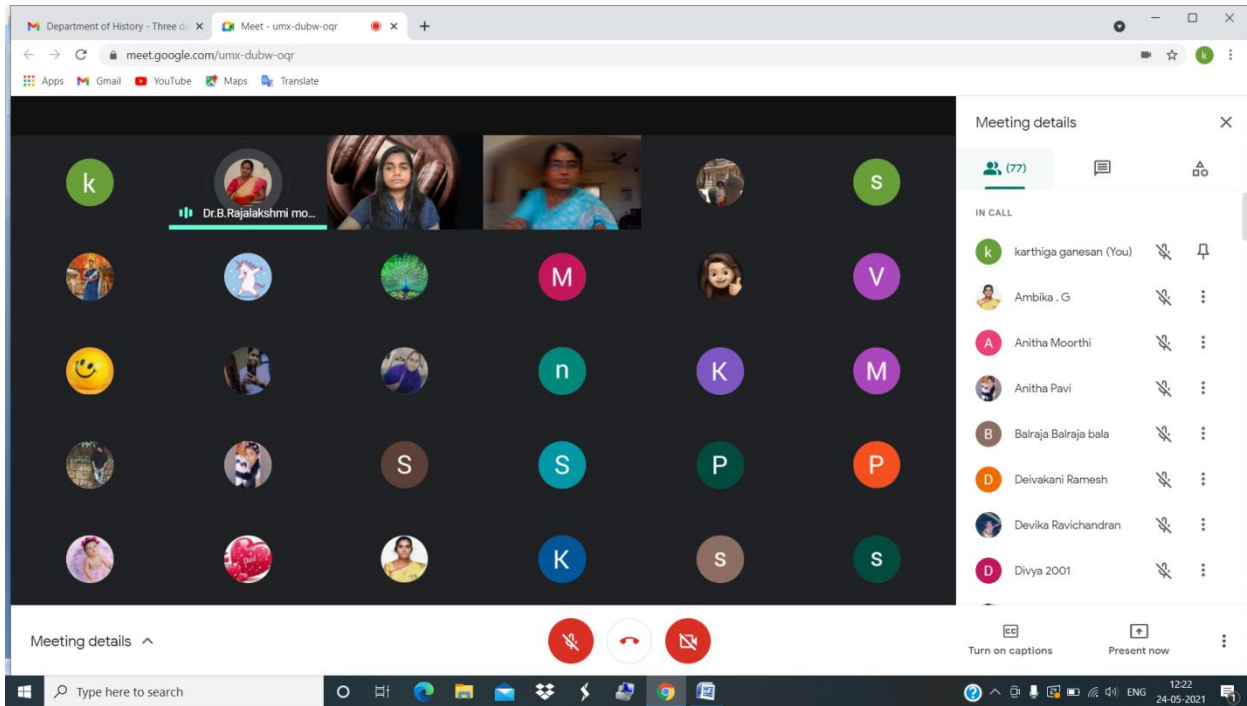 Department of History - Three d
Meet - umx-dubw-oqr
meet.google.com/umx-dubw-oqr
k
Apps
Gmail
YouTube
Maps
Translate
Meeting details
(77)
IN CALL
k
Dr.B.Rajalakshmi mo...
s
M
V
n
K
M
S
S
P
P
K
s
s
k karthiga ganesan (You)
Ambika . G
A Anitha Moorthi
Anitha Pavi
B Balraja Balraja bala
D Deivakani Ramesh
Devika Ravichandran
D Divya 2001
Meeting details
CC
Turn on captions
Present now
Type here to search
ENG
12:22
24-05-2021
1